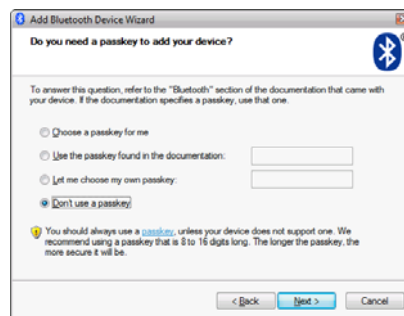 Add Bluetooth Device Wizard
Do you need a passkey to add your device?
To answer this question, refer to the "Bluetooth" section of the documentation that came with
your device. If the documentation specifies a passkey, use that one.
Choose a passkey for me
Use the passkey found in the documentation:
Let me choose my own passkey:
Don't use a passkey
You should always use a passkey, unless your device does not support one. We
recommend using a passkey that is 8 to 16 digits long. The longer the passkey, the
more secure it will be.
< Back Next > Cancel